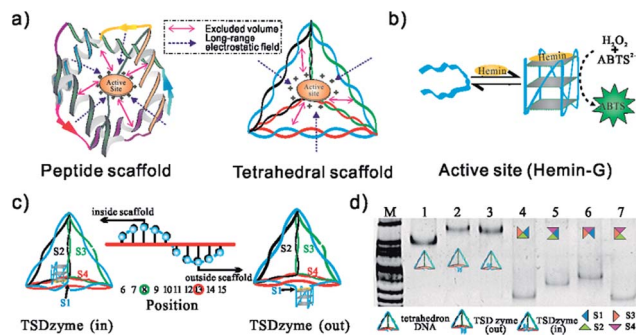 a)
Excluded volume
Long-range
electrostatic field
Active
Site
Active
site
Peptide scaffold
Tetrahedral scaffold
b)
Hemin
Hemin
H2O2
+
ABTS2-
ABTS
Active site (Hemin-G)
c)
inside scaffold
S2
S3
S4
S1
outside scaffold
6 7 8 9 10 11 12 13 14 15
Position
S2
S3
S4
S1
TSDzyme (in)
TSDzyme (out)
d)
M 1 2 3 4 5 6 7
tetrahedron
DNA
TSD zyme
(out)
TSDzyme
(in)
S1
S3
S2